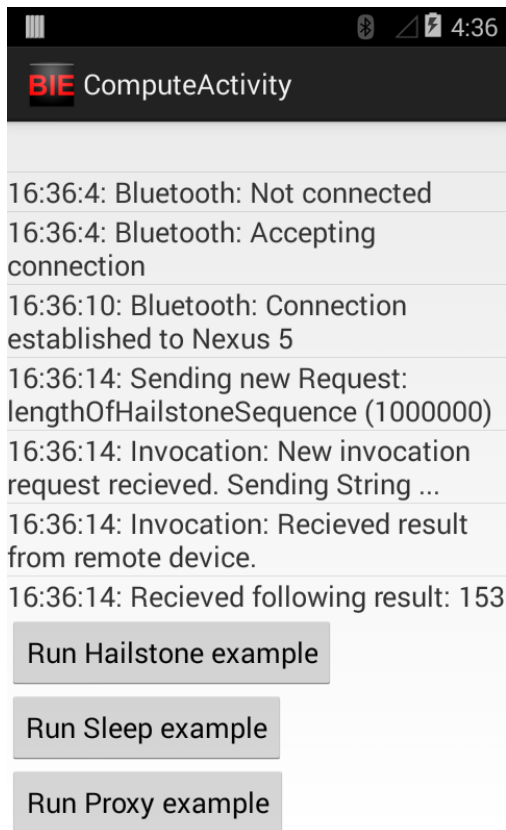 4:36
BIE ComputeActivity
16:36:4: Bluetooth: Not connected
16:36:4: Bluetooth: Accepting
connection
16:36:10: Bluetooth: Connection
established to Nexus 5
16:36:14: Sending new Request:
lengthOfHailstoneSequence (1000000)
16:36:14: Invocation: New invocation
request recieved. Sending String ...
16:36:14: Invocation: Recieved result
from remote device.
16:36:14: Recieved following result: 153
Run Hailstone example
Run Sleep example
Run Proxy example